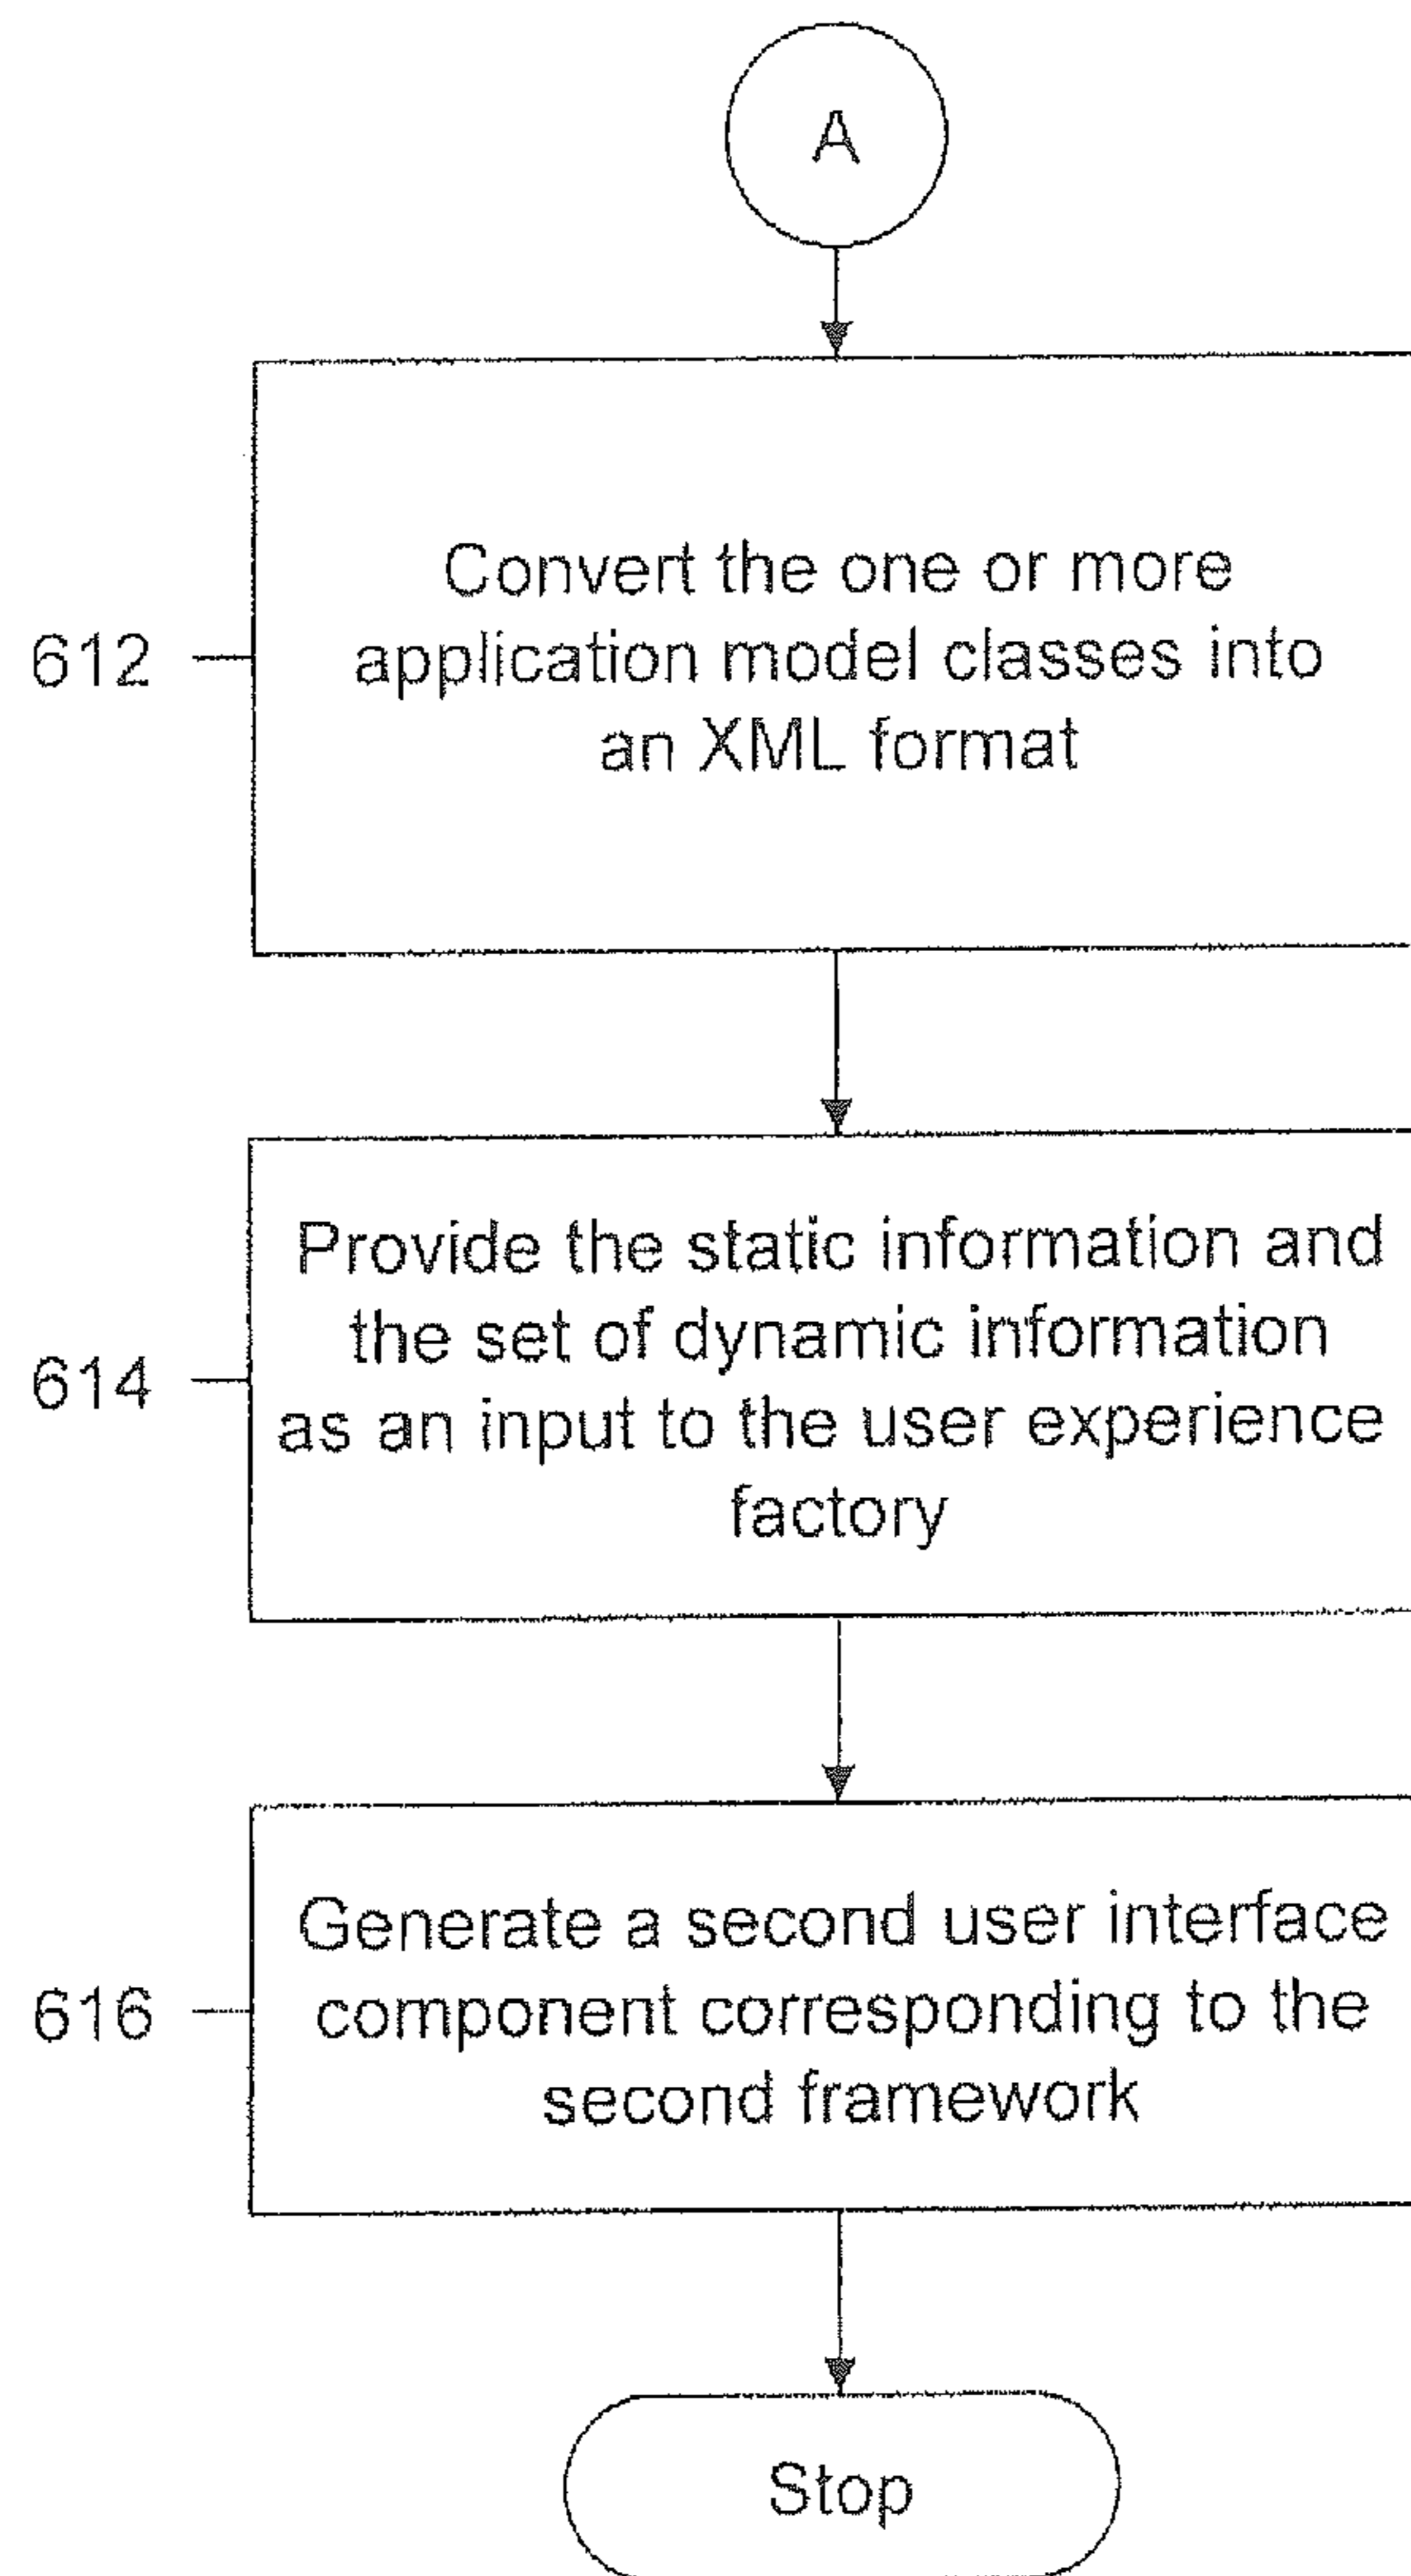 A
Convert the one or more
application model classes into
an XML format
612
Provide the static information and
the set of dynamic information
as an input to the user experience
factory
614
Generate a second user interface
component corresponding to the
second framework
616
Stop